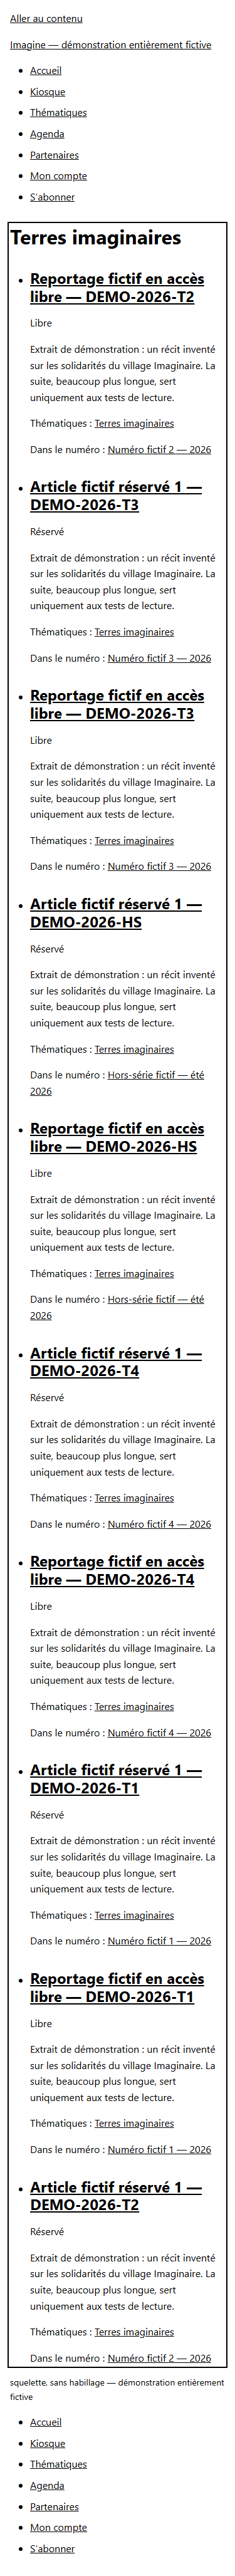 Aller au contenu
Imagine — démonstration entièrement fictive
Accueil
Kiosque
Thématiques
Agenda
Partenaires
Mon compte
S'abonner
Terres imaginaires
Reportage fictif en accès
libre — DEMO-2026-T2
Libre
Extrait de démonstration : un récit inventé
sur les solidarités du village Imaginaire. La
suite, beaucoup plus longue, sert
uniquement aux tests de lecture.
Thématiques : Terres imaginaires
Dans le numéro : Numéro fictif 2 — 2026
Article fictif réservé 1 —
DEMO-2026-T3
Réservé
Extrait de démonstration : un récit inventé
sur les solidarités du village Imaginaire. La
suite, beaucoup plus longue, sert
uniquement aux tests de lecture.
Thématiques : Terres imaginaires
Dans le numéro : Numéro fictif 3 — 2026
Reportage fictif en accès
libre — DEMO-2026-T3
Libre
Extrait de démonstration : un récit inventé
sur les solidarités du village Imaginaire. La
suite, beaucoup plus longue, sert
uniquement aux tests de lecture.
Thématiques : Terres imaginaires
Dans le numéro : Numéro fictif 3 — 2026
Article fictif réservé 1 —
DEMO-2026-HS
Réservé
Extrait de démonstration : un récit inventé
sur les solidarités du village Imaginaire. La
suite, beaucoup plus longue, sert
uniquement aux tests de lecture.
Thématiques : Terres imaginaires
Dans le numéro : Hors-série fictif — été
2026
Reportage fictif en accès
libre — DEMO-2026-HS
Libre
Extrait de démonstration : un récit inventé
sur les solidarités du village Imaginaire. La
suite, beaucoup plus longue, sert
uniquement aux tests de lecture.
Thématiques : Terres imaginaires
Dans le numéro : Hors-série fictif — été
2026
Article fictif réservé 1 —
DEMO-2026-T4
Réservé
Extrait de démonstration : un récit inventé
sur les solidarités du village Imaginaire. La
suite, beaucoup plus longue, sert
uniquement aux tests de lecture.
Thématiques : Terres imaginaires
Dans le numéro : Numéro fictif 4 — 2026
Reportage fictif en accès
libre — DEMO-2026-T4
Libre
Extrait de démonstration : un récit inventé
sur les solidarités du village Imaginaire. La
suite, beaucoup plus longue, sert
uniquement aux tests de lecture.
Thématiques : Terres imaginaires
Dans le numéro : Numéro fictif 4 — 2026
Article fictif réservé 1 —
DEMO-2026-T1
Réservé
Extrait de démonstration : un récit inventé
sur les solidarités du village Imaginaire. La
suite, beaucoup plus longue, sert
uniquement aux tests de lecture.
Thématiques : Terres imaginaires
Dans le numéro : Numéro fictif 1 — 2026
Reportage fictif en accès
libre — DEMO-2026-T1
Libre
Extrait de démonstration : un récit inventé
sur les solidarités du village Imaginaire. La
suite, beaucoup plus longue, sert
uniquement aux tests de lecture.
Thématiques : Terres imaginaires
Dans le numéro : Numéro fictif 1 — 2026
Article fictif réservé 1 —
DEMO-2026-T2
Réservé
Extrait de démonstration : un récit inventé
sur les solidarités du village Imaginaire. La
suite, beaucoup plus longue, sert
uniquement aux tests de lecture.
Thématiques : Terres imaginaires
Dans le numéro : Numéro fictif 2 — 2026
squelette, sans habillage — démonstration entièrement
fictive
Accueil
Kiosque
Thématiques
Agenda
Partenaires
Mon compte
S'abonner